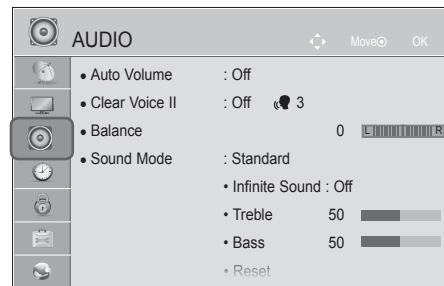 AUDIO Move OK
• Auto Volume : Off
• Clear Voice II : Off 3
• Balance 0 L R
• Sound Mode : Standard
• Infinite Sound : Off
• Treble 50
• Bass 50
• Reset